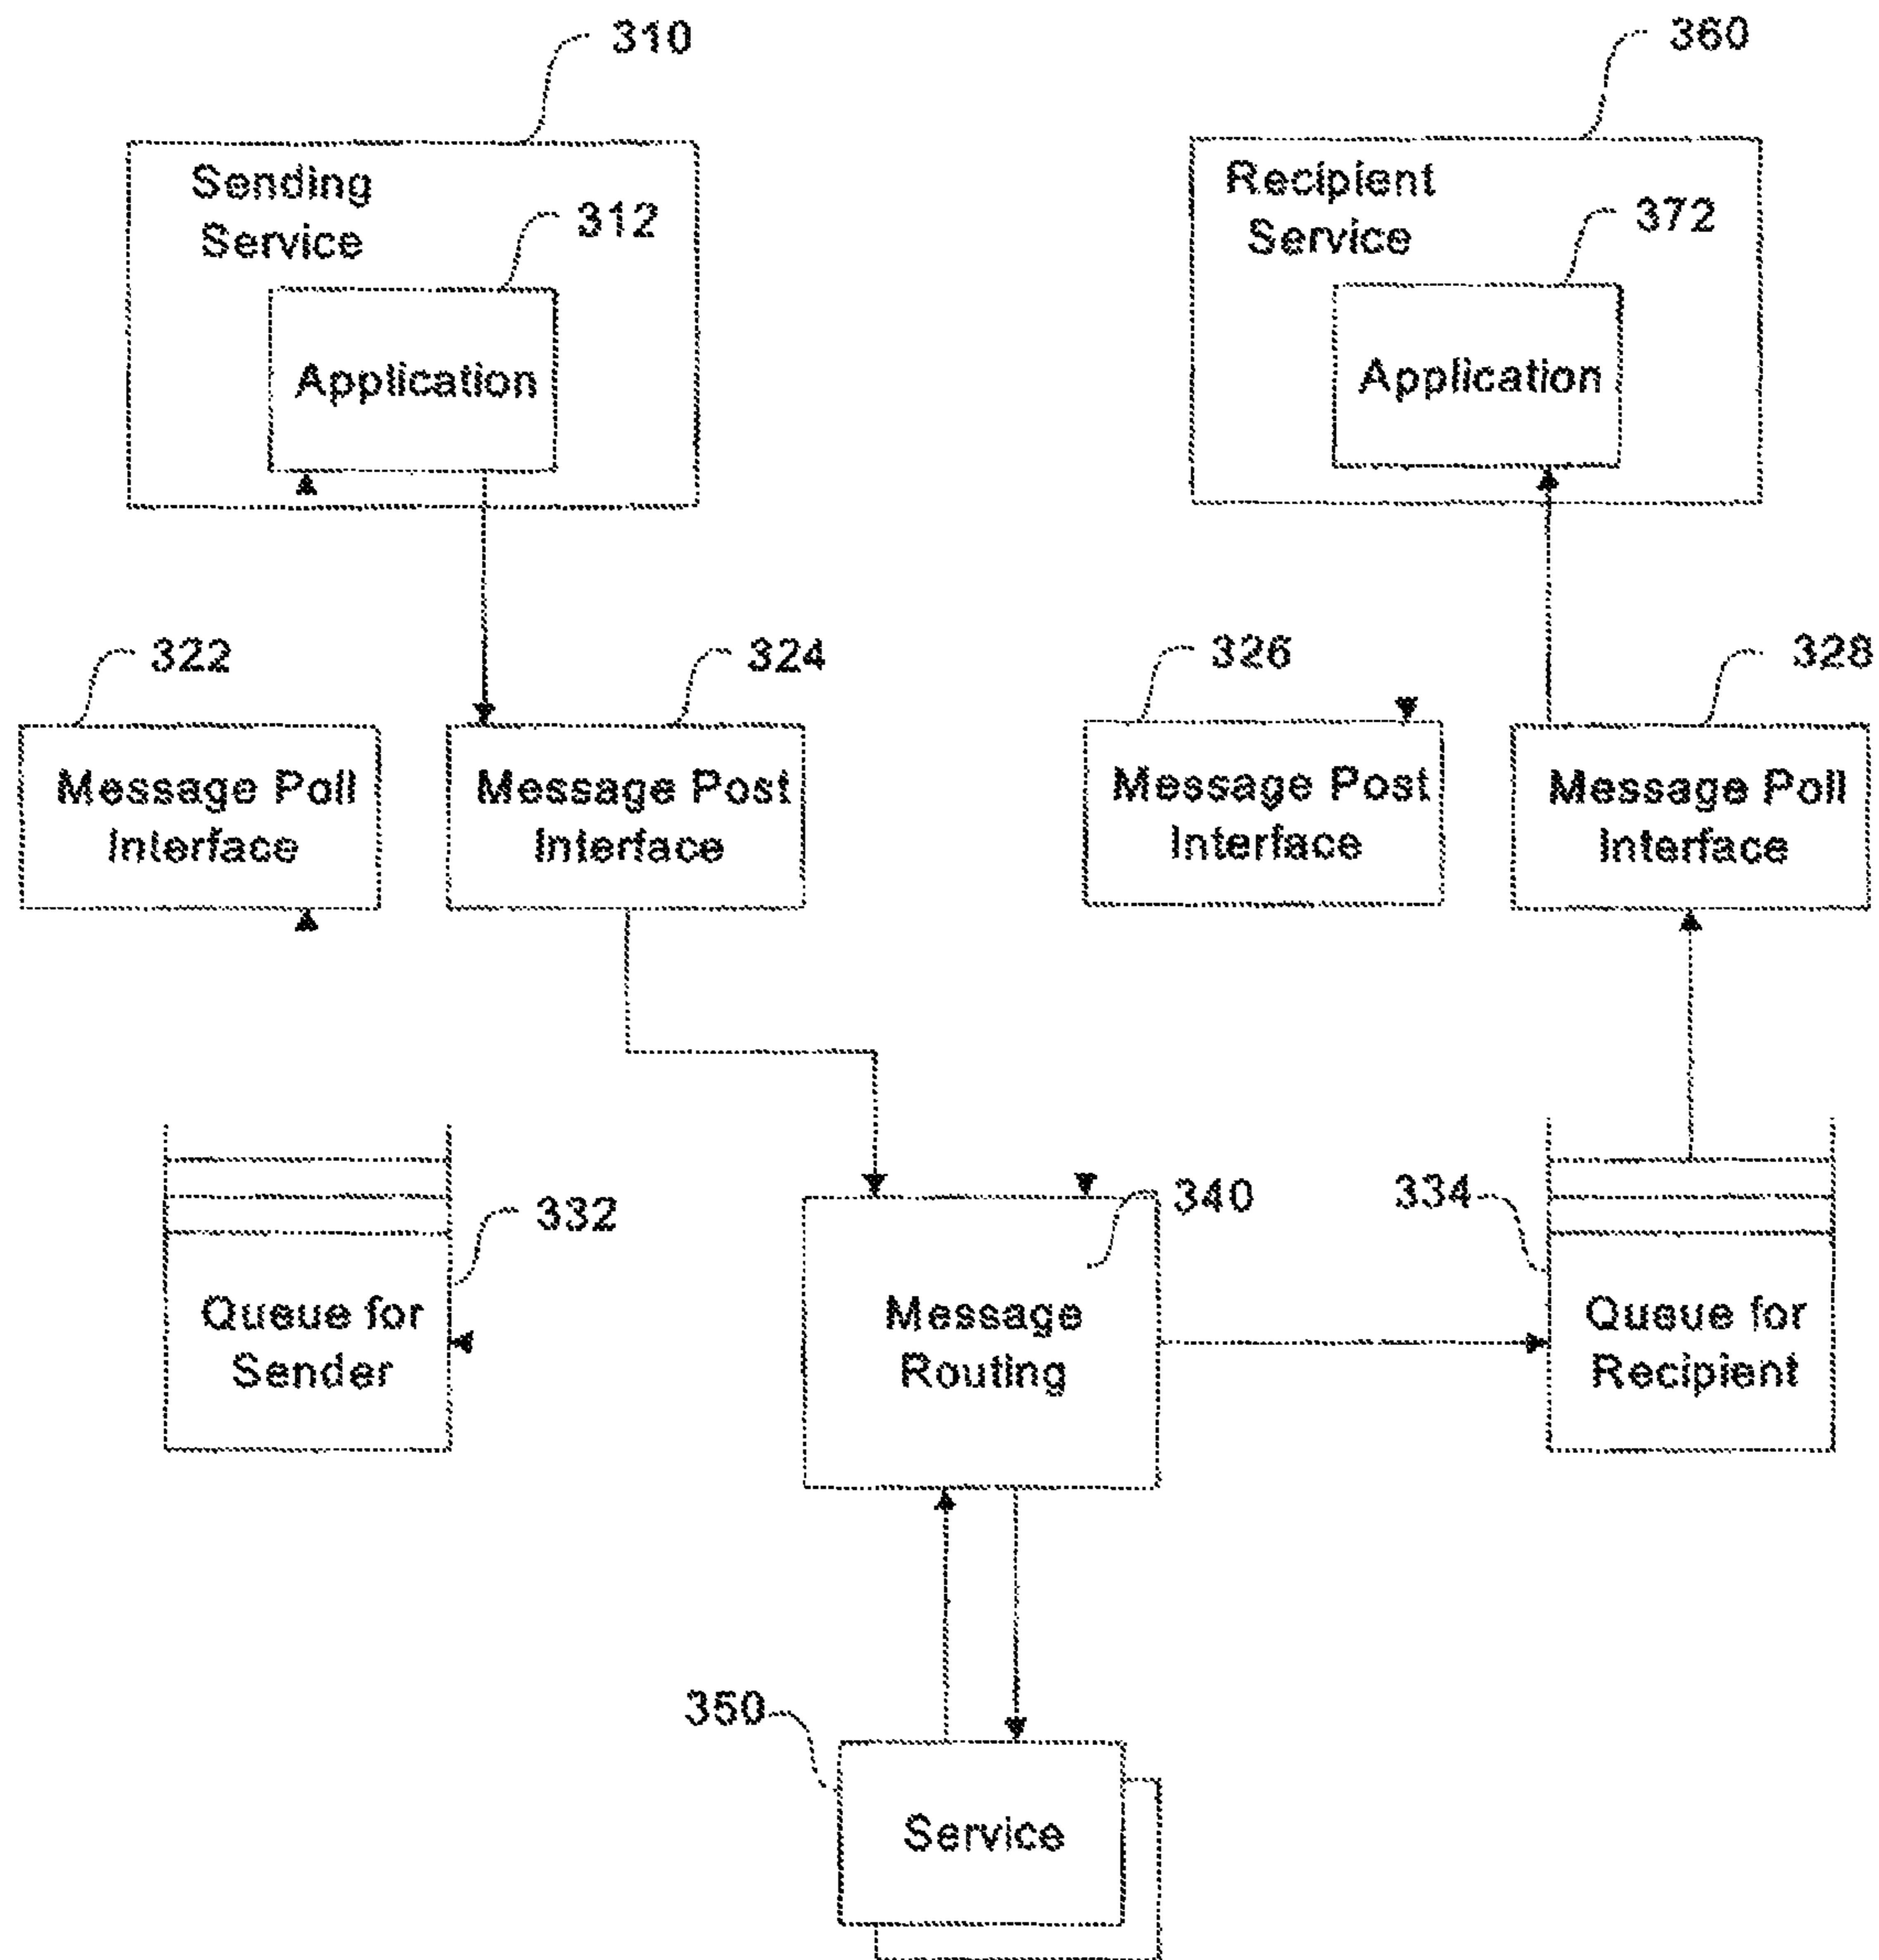 310
360
Sending
Service
312
Application
Recipient
Service
372
Application
322
324
326
328
Message Poll
Interface
Message Post
Interface
Message Post
Interface
Message Poll
Interface
332
Queue for
Sender
340
Message
Routing
334
Queue for
Recipient
350
Service